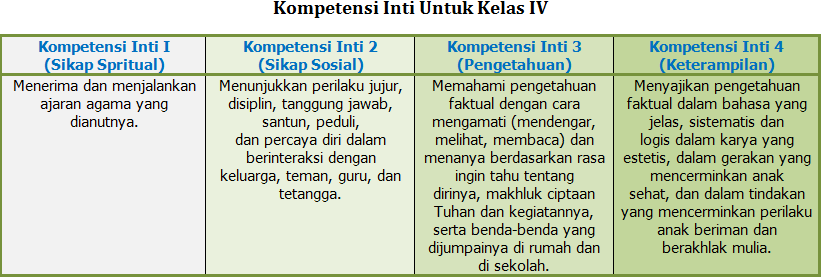 Kompetensi Inti Untuk Kelas IV
Kompetensi Inti I
(Sikap Spritual)
Menerima dan menjalankan
ajaran agama yang
dianutnya.
Kompetensi Inti 2
(Sikap Sosial)
Menunjukkan perilaku jujur,
disiplin, tanggung jawab,
santun, peduli,
dan percaya diri dalam
berinteraksi dengan
keluarga, teman, guru, dan
tetangga.
Kompetensi Inti 3
(Pengetahuan)
Memahami pengetahuan
faktual dengan cara
mengamati (mendengar,
melihat, membaca) dan
menanya berdasarkan rasa
ingin tahu tentang
dirinya, makhluk ciptaan
Tuhan dan kegiatannya,
serta benda-benda yang
dijumpainya di rumah dan
di sekolah.
Kompetensi Inti 4
(Keterampilan)
Menyajikan pengetahuan
faktual dalam bahasa yang
jelas, sistematis dan
logis dalam karya yang
estetis, dalam gerakan yang
mencerminkan anak
sehat, dan dalam tindakan
yang mencerminkan perilaku
anak beriman dan
berakhlak mulia.